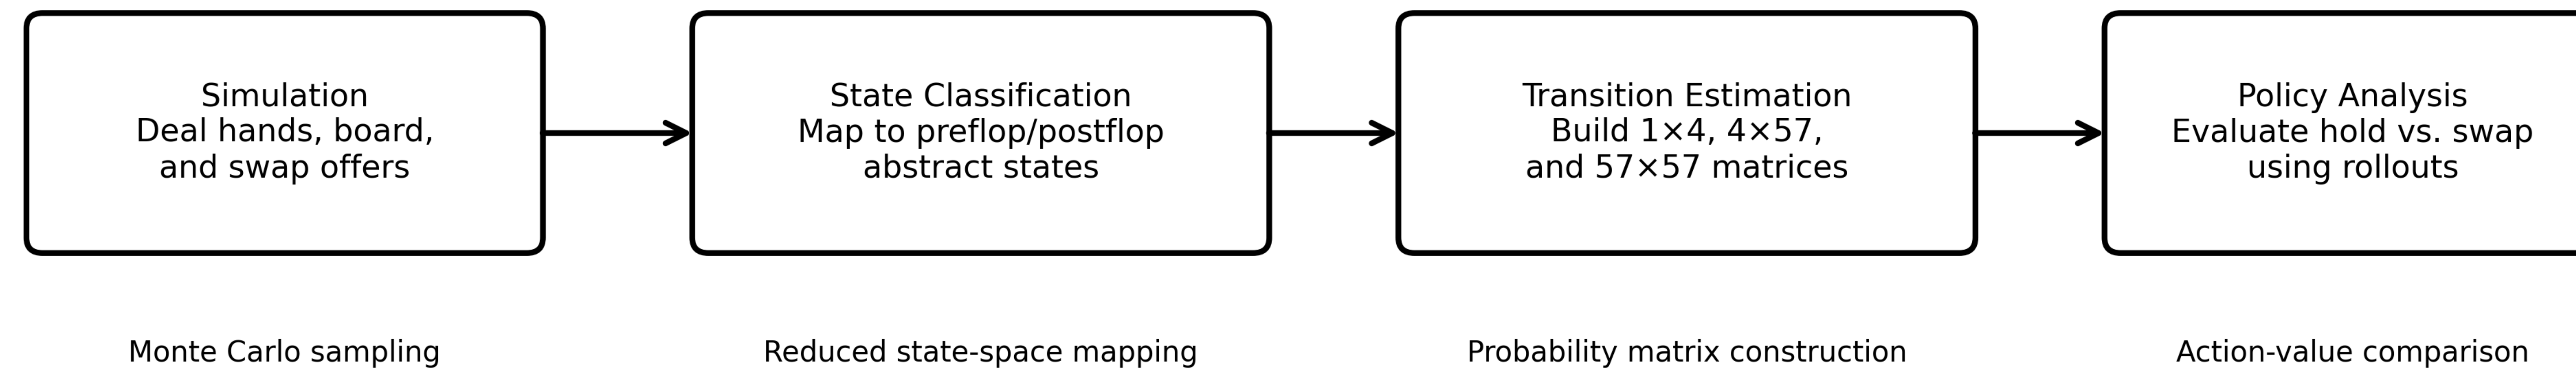 Simulation
Deal hands, board,
and swap offers
State Classification
Map to preflop/postflop
abstract states
Transition Estimation
Build 1×4, 4×57,
and 57×57 matrices
Policy Analysis
Evaluate hold vs. swap
using rollouts
Monte Carlo sampling
Reduced state-space mapping
Probability matrix construction
Action-value comparison